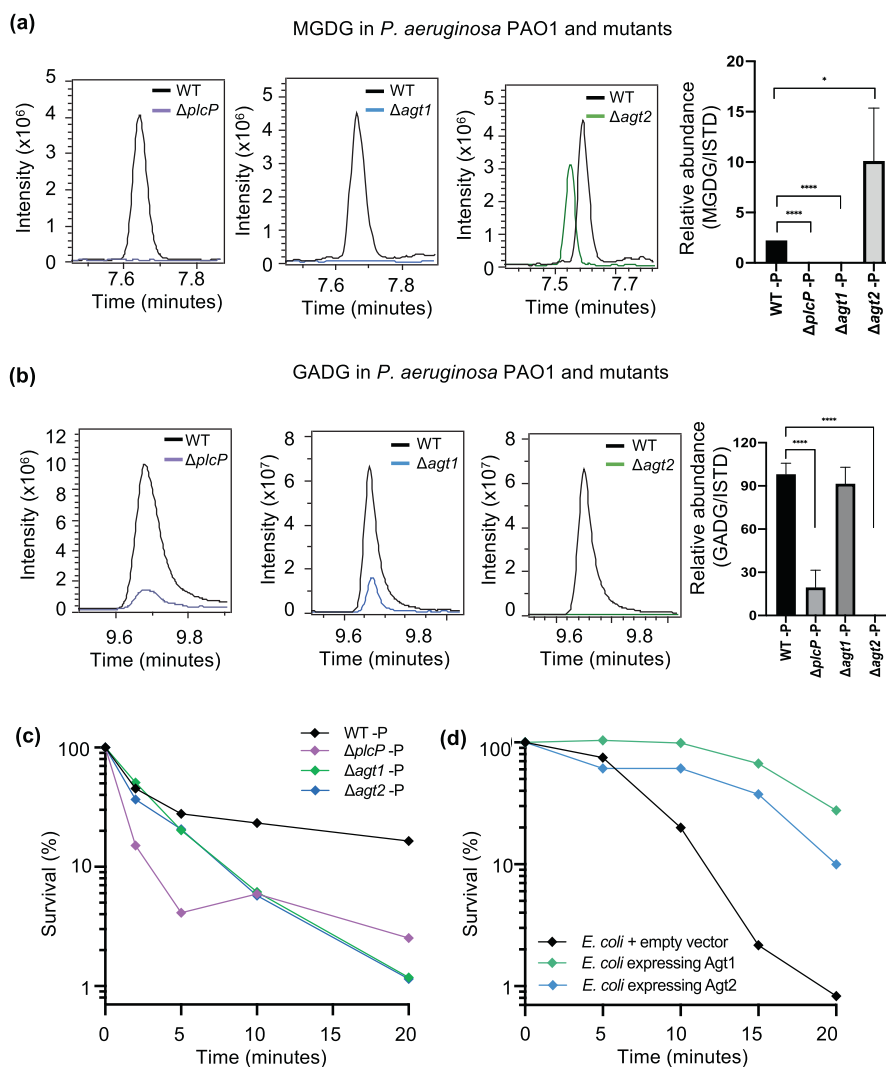 (a)
MGDG in P. aeruginosa PAO1 and mutants
Intensity (x10⁶)
5
4
3
2
1
0
WT
ΔplcP
7.6 7.8
Time (minutes)
Intensity (x10⁶)
5
4
3
2
1
0
WT
Δagt1
7.6 7.8
Time (minutes)
Intensity (x10⁶)
6
5
4
3
2
1
0
WT
Δagt2
7.5 7.7
Time (minutes)
Relative abundance
(MGDG/ISTD)
20
15
10
5
0
*
****
****
WT -P
ΔplcP -P
Δagt1 -P
Δagt2 -P
(b)
GADG in P. aeruginosa PAO1 and mutants
Intensity (x10⁶)
12
10
8
6
4
2
0
WT
ΔplcP
9.6 9.8
Time (minutes)
Intensity (x10⁷)
8
6
4
2
0
WT
Δagt1
9.6 9.8
Time (minutes)
Intensity (x10⁷)
8
6
4
2
0
WT
Δagt2
9.6 9.8
Time (minutes)
Relative abundance
(GADG/ISTD)
120
90
60
30
0
****
****
WT -P
ΔplcP -P
Δagt1 -P
Δagt2 -P
(c)
WT -P
ΔplcP -P
Δagt1 -P
Δagt2 -P
Survival (%)
100
10
1
0 5 10 15 20
Time (minutes)
(d)
Survival (%)
100
10
1
E. coli + empty vector
E. coli expressing Agt1
E. coli expressing Agt2
0 5 10 15 20
Time (minutes)